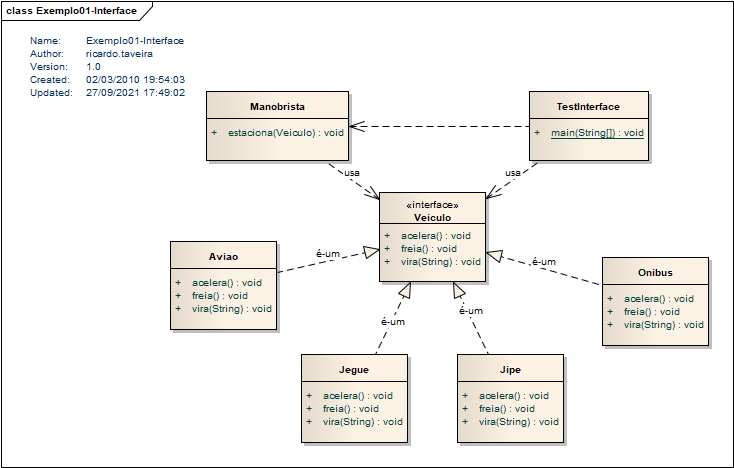 class Exemplo01-Interface
Name: Exemplo01-Interface
Author: ricardo.taveira
Version: 1.0
Created: 02/03/2010 19:54:03
Updated: 27/09/2021 17:49:02
Manobrista
+ estaciona(Veiculo) : void
TestInterface
+ main(String[]) : void
usa
usa
«interface»
Veiculo
+ acelera() : void
+ freia() : void
+ vira(String) : void
é-um
é-um
Aviao
+ acelera() : void
+ freia() : void
+ vira(String) : void
Onibus
+ acelera() : void
+ freia() : void
+ vira(String) : void
é-um
é-um
Jegue
+ acelera() : void
+ freia() : void
+ vira(String) : void
Jipe
+ acelera() : void
+ freia() : void
+ vira(String) : void